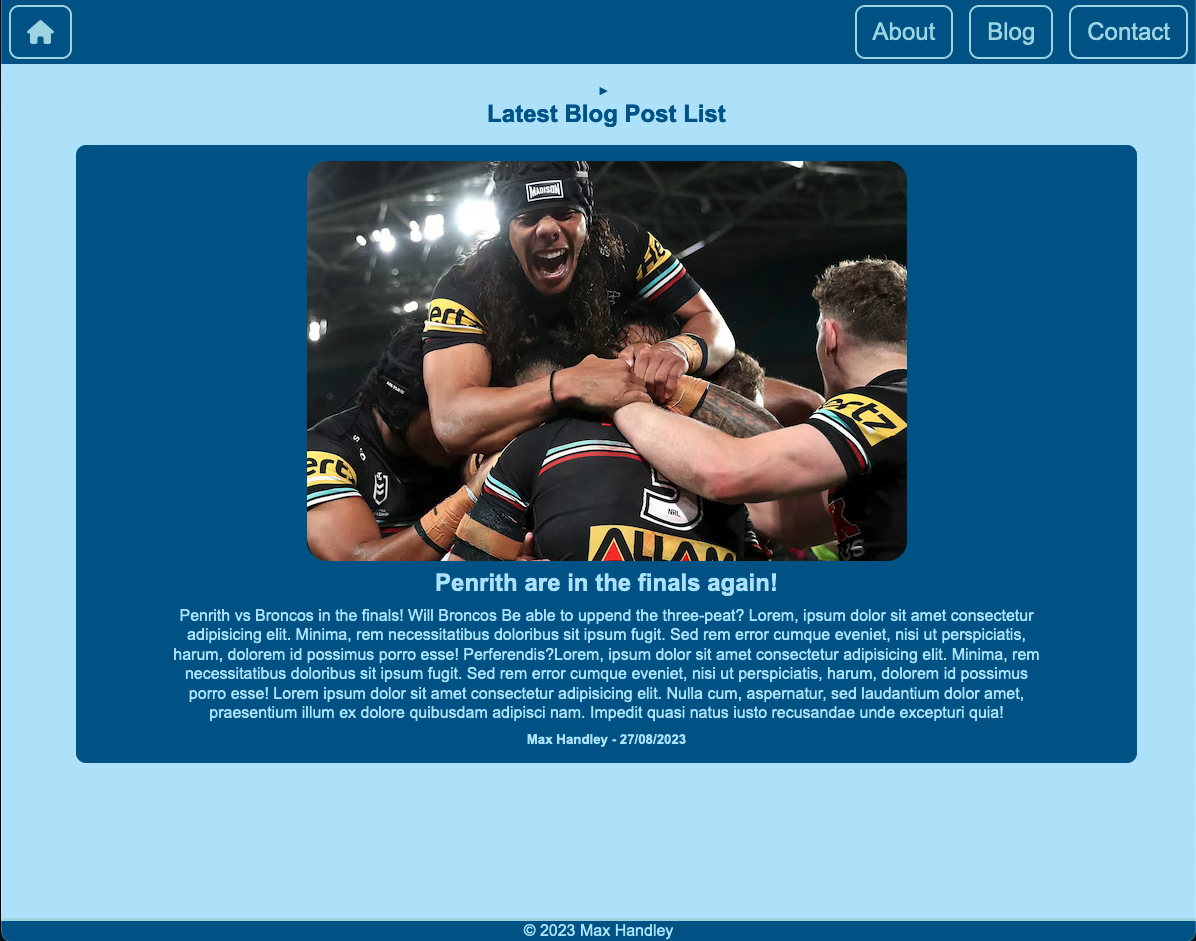 About
Blog
Contact
Latest Blog Post List
MADISON
ertz
ert
NRL
ALLAM
Penrith are in the finals again!
Penrith vs Broncos in the finals! Will Broncos Be able to uppend the three-peat? Lorem, ipsum dolor sit amet consectetur
adipisicing elit. Minima, rem necessitatibus doloribus sit ipsum fugit. Sed rem error cumque eveniet, nisi ut perspiciatis,
harum, dolorem id possimus porro esse! Perferendis?Lorem, ipsum dolor sit amet consectetur adipisicing elit. Minima, rem
necessitatibus doloribus sit ipsum fugit. Sed rem error cumque eveniet, nisi ut perspiciatis, harum, dolorem id possimus
porro esse! Lorem ipsum dolor sit amet consectetur adipisicing elit. Nulla cum, aspernatur, sed laudantium dolor amet,
praesentium illum ex dolore quibusdam adipisci nam. Impedit quasi natus iusto recusandae unde excepturi quia!
Max Handley - 27/08/2023
© 2023 Max Handley